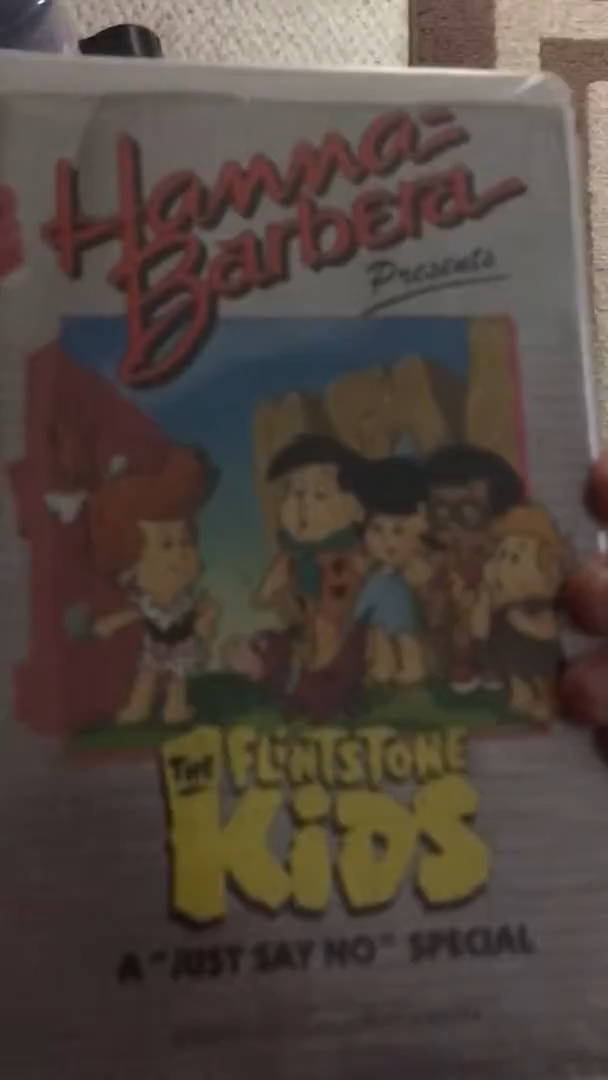 Hanna-
Barbera
Presents
THE FLINTSTONE
KiDS
A "JUST SAY NO" SPECIAL